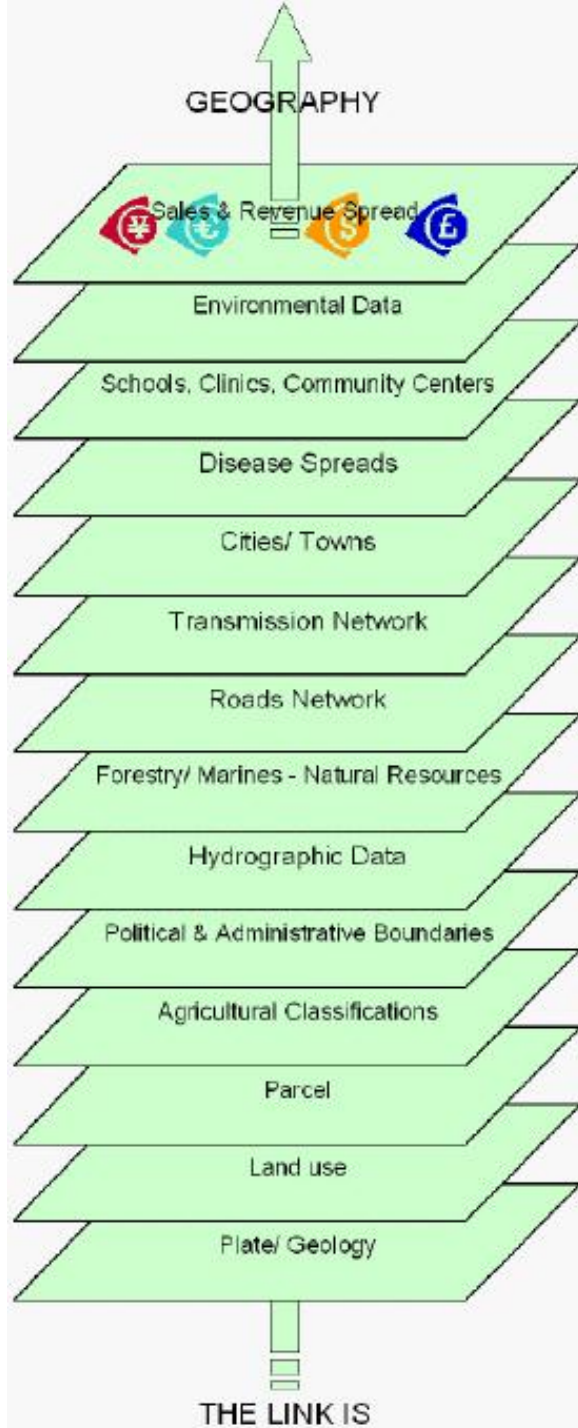 GEOGRAPHY
Sales & Revenue Spread
¥ € $ £
Environmental Data
Schools, Clinics, Community Centers
Disease Spreads
Cities/ Towns
Transmission Network
Roads Network
Forestry/ Marines - Natural Resources
Hydrographic Data
Political & Administrative Boundaries
Agricultural Classifications
Parcel
Land use
Plate/ Geology
THE LINK IS